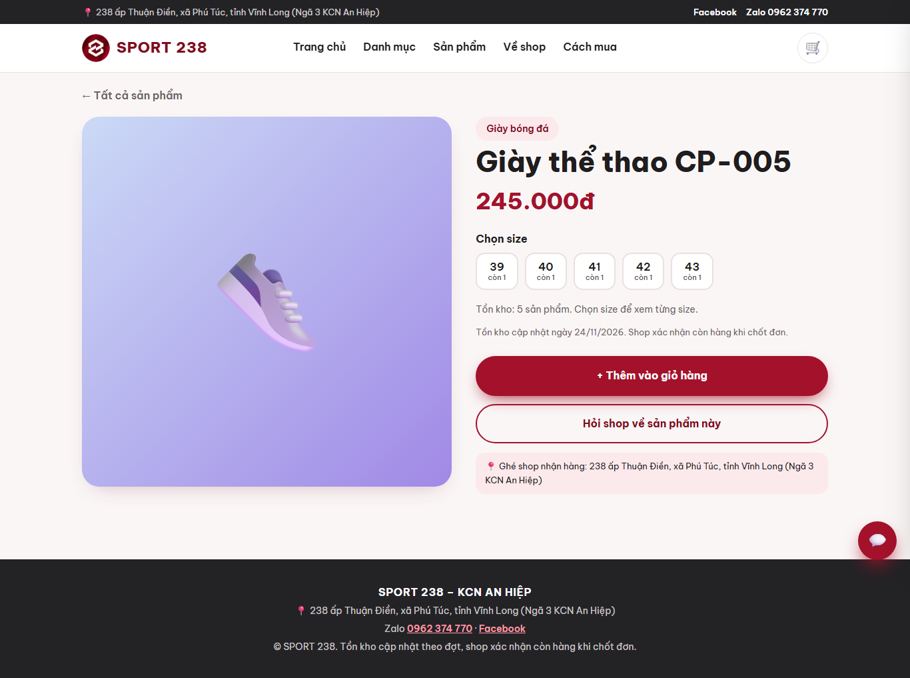 238 ấp Thuận Điền, xã Phú Túc, tỉnh Vĩnh Long (Ngã 3 KCN An Hiệp)
Facebook Zalo 0962 374 770
SPORT 238
Trang chủ Danh mục Sản phẩm Về shop Cách mua
← Tất cả sản phẩm
Giày bóng đá
Giày thể thao CP-005
245.000đ
Chọn size
39 40 41 42 43
còn 1 còn 1 còn 1 còn 1 còn 1
Tồn kho: 5 sản phẩm. Chọn size để xem từng size.
Tồn kho cập nhật ngày 24/11/2026. Shop xác nhận còn hàng khi chốt đơn.
+ Thêm vào giỏ hàng
Hỏi shop về sản phẩm này
Ghé shop nhận hàng: 238 ấp Thuận Điền, xã Phú Túc, tỉnh Vĩnh Long (Ngã 3
KCN An Hiệp)
SPORT 238 – KCN AN HIỆP
238 ấp Thuận Điền, xã Phú Túc, tỉnh Vĩnh Long (Ngã 3 KCN An Hiệp)
Zalo 0962 374 770 · Facebook
© SPORT 238. Tồn kho cập nhật theo đợt, shop xác nhận còn hàng khi chốt đơn.